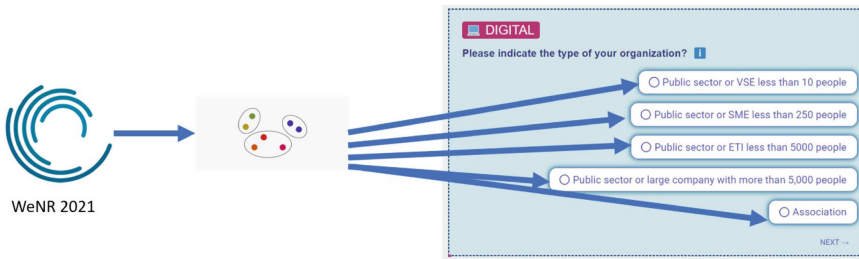 DIGITAL
Please indicate the type of your organization? i
Public sector or VSE less than 10 people
Public sector or SME less than 250 people
Public sector or ETI less than 5000 people
Public sector or large company with more than 5,000 people
Association
NEXT →
WeNR 2021